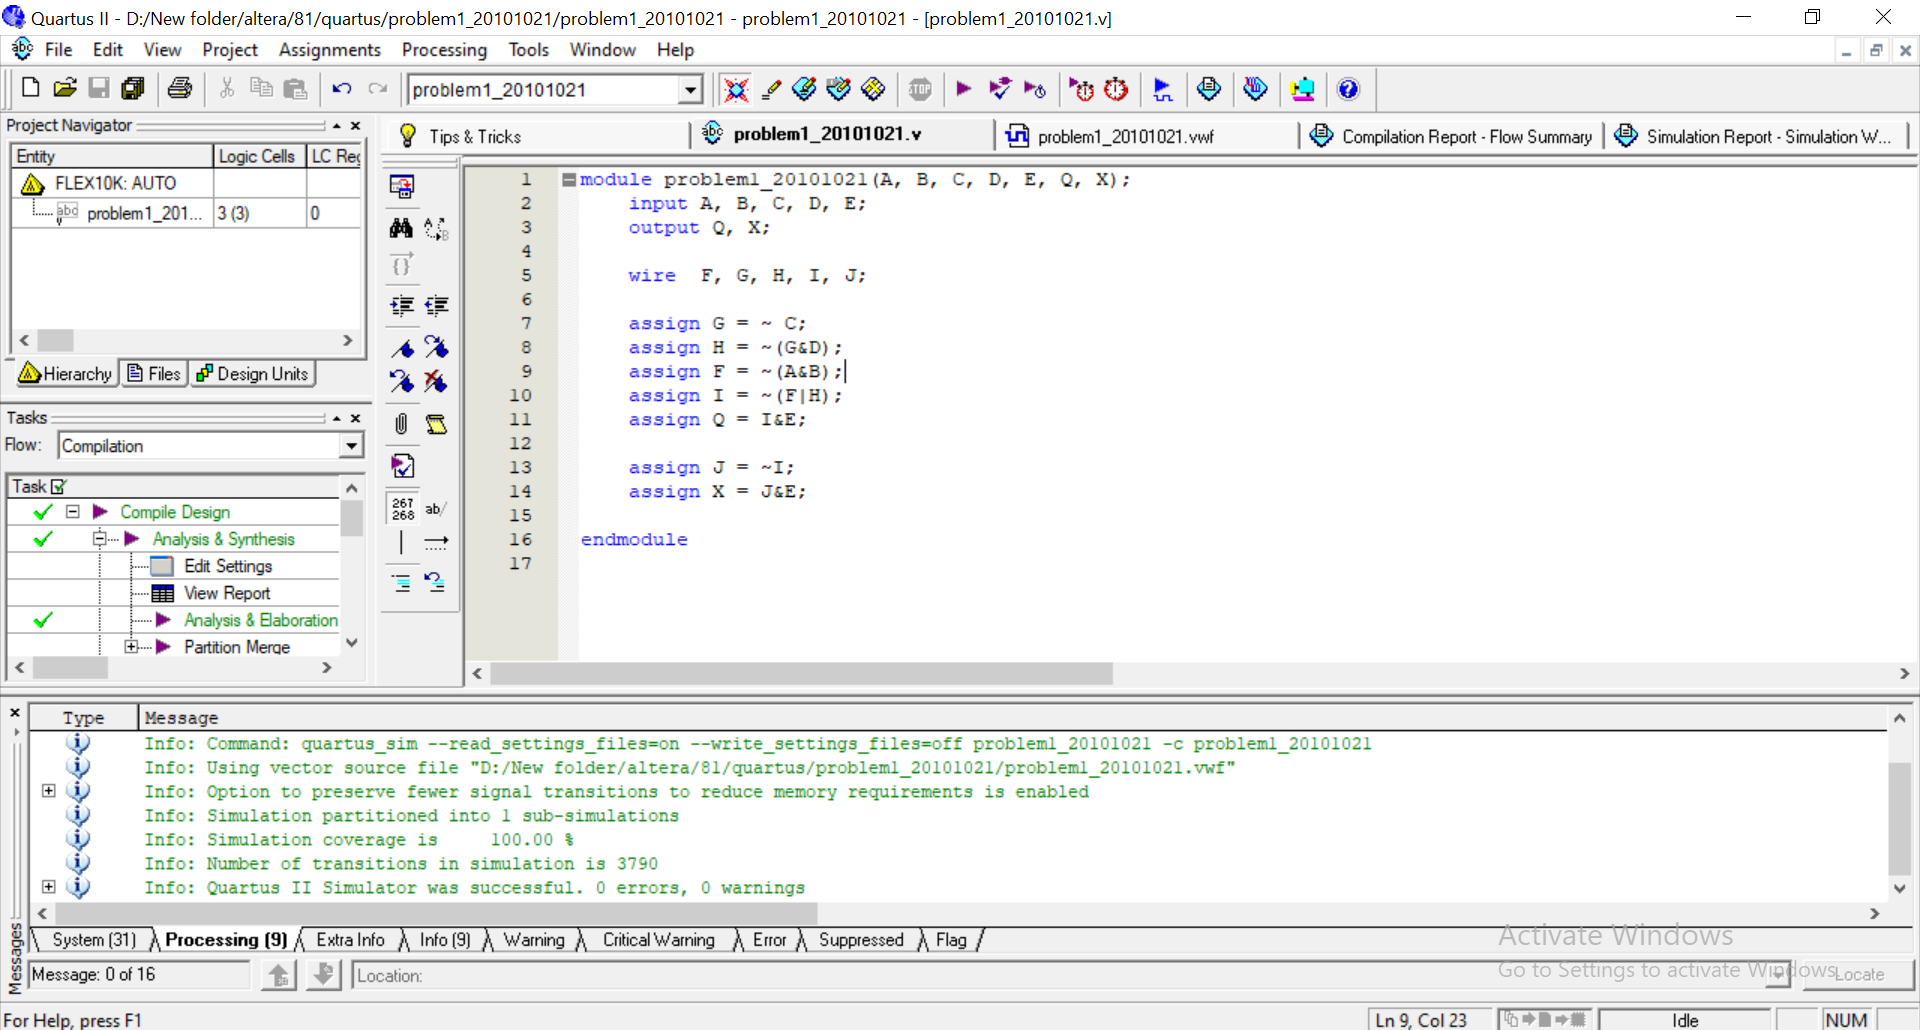 Quartus II - D:/New folder/altera/81/quartus/problem1_20101021/problem1_20101021 - problem1_20101021 - [problem1_20101021.v]
File Edit View Project Assignments Processing Tools Window Help
problem1_20101021
STOP
Project Navigator
Entity Logic Cells LC Reg
FLEX10K: AUTO
abd problem1_201... 3 (3) 0
Hierarchy Files Design Units
Tasks
Flow: Compilation
Task
Compile Design
Analysis & Synthesis
Edit Settings
View Report
Analysis & Elaboration
Partition Merge
Tips & Tricks
abc problem1_20101021.v
problem1_20101021.vwf
Compilation Report - Flow Summary
Simulation Report - Simulation W...
267
268
ab/
1 module problem1_20101021(A, B, C, D, E, Q, X);
2 input A, B, C, D, E;
3 output Q, X;
4
5 wire F, G, H, I, J;
6
7 assign G = ~ C;
8 assign H = ~(G&D);
9 assign F = ~(A&B);
10 assign I = ~(F|H);
11 assign Q = I&E;
12
13 assign J = ~I;
14 assign X = J&E;
15
16 endmodule
17
Type Message
Info: Command: quartus_sim --read_settings_files=on --write_settings_files=off problem1_20101021 -c problem1_20101021
Info: Using vector source file "D:/New folder/altera/81/quartus/problem1_20101021/problem1_20101021.vwf"
Info: Option to preserve fewer signal transitions to reduce memory requirements is enabled
Info: Simulation partitioned into 1 sub-simulations
Info: Simulation coverage is 100.00 %
Info: Number of transitions in simulation is 3790
Info: Quartus II Simulator was successful. 0 errors, 0 warnings
System (31) Processing (9) Extra Info Info (9) Warning Critical Warning Error Suppressed Flag
Messages
Message: 0 of 16 Location: Locate
Activate Windows
Go to Settings to activate Windows.
For Help, press F1 Ln 9, Col 23 Idle NUM